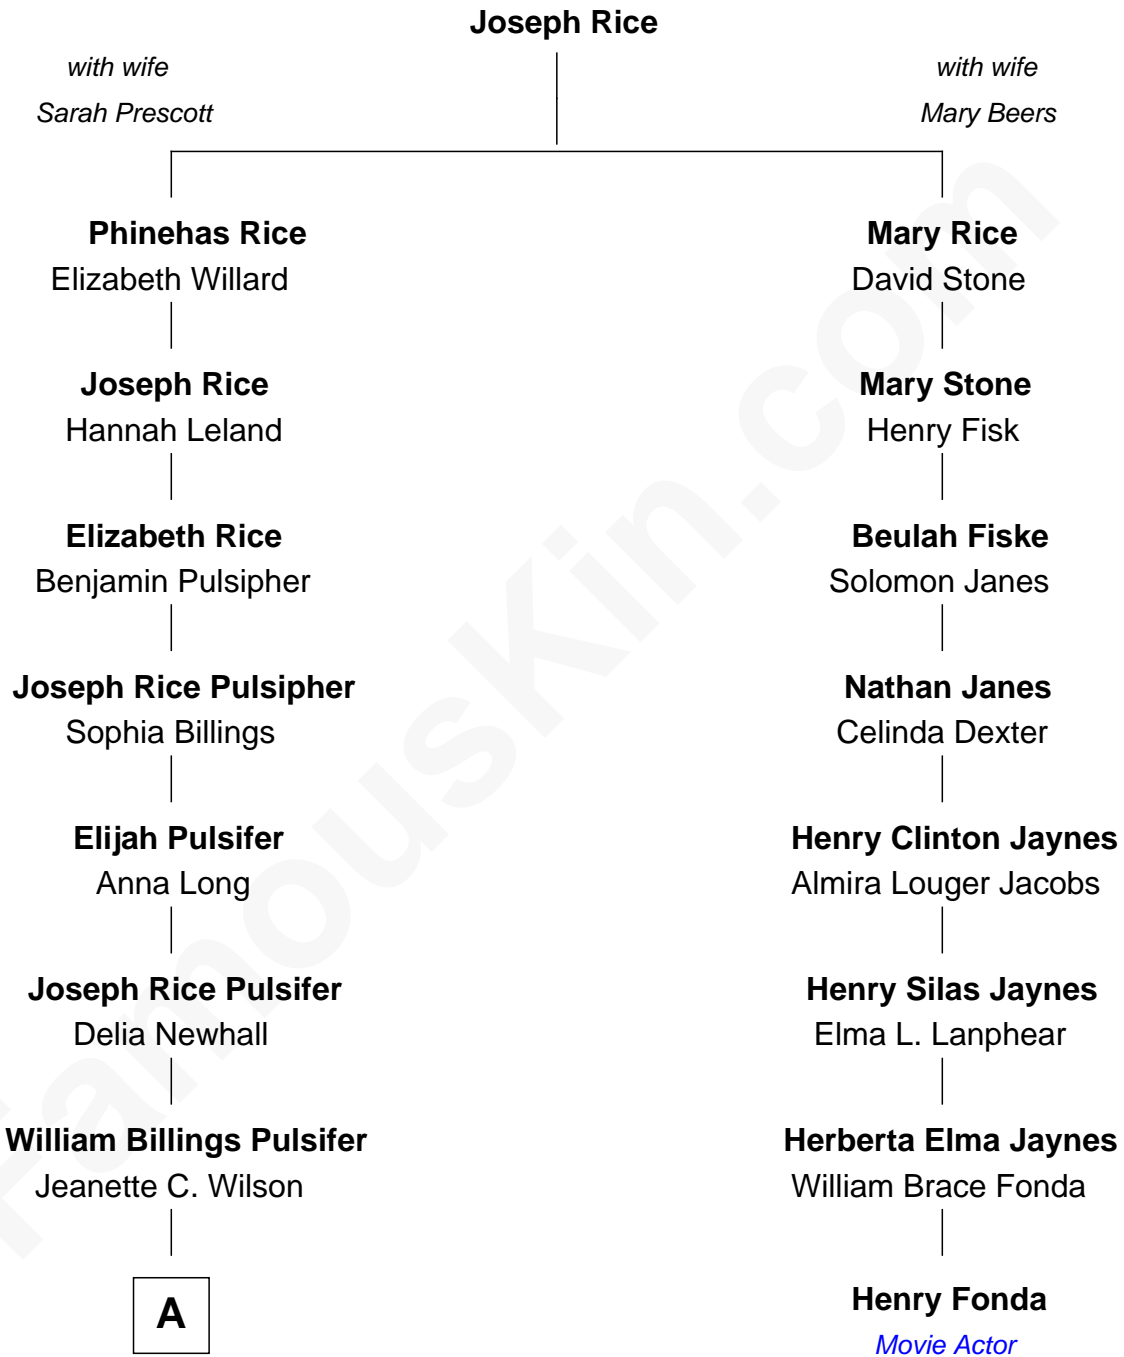 Joseph Rice
with wife
Sarah Prescott
with wife
Mary Beers
Phinehas Rice
Elizabeth Willard
Mary Rice
David Stone
Joseph Rice
Hannah Leland
Mary Stone
Henry Fisk
Elizabeth Rice
Benjamin Pulsipher
Beulah Fiske
Solomon Janes
Joseph Rice Pulsipher
Sophia Billings
Nathan Janes
Celinda Dexter
Elijah Pulsifer
Anna Long
Henry Clinton Jaynes
Almira Louger Jacobs
Joseph Rice Pulsifer
Delia Newhall
Henry Silas Jaynes
Elma L. Lanphear
William Billings Pulsifer
Jeanette C. Wilson
Herberta Elma Jaynes
William Brace Fonda
A
Henry Fonda
Movie Actor
FamousKin.com